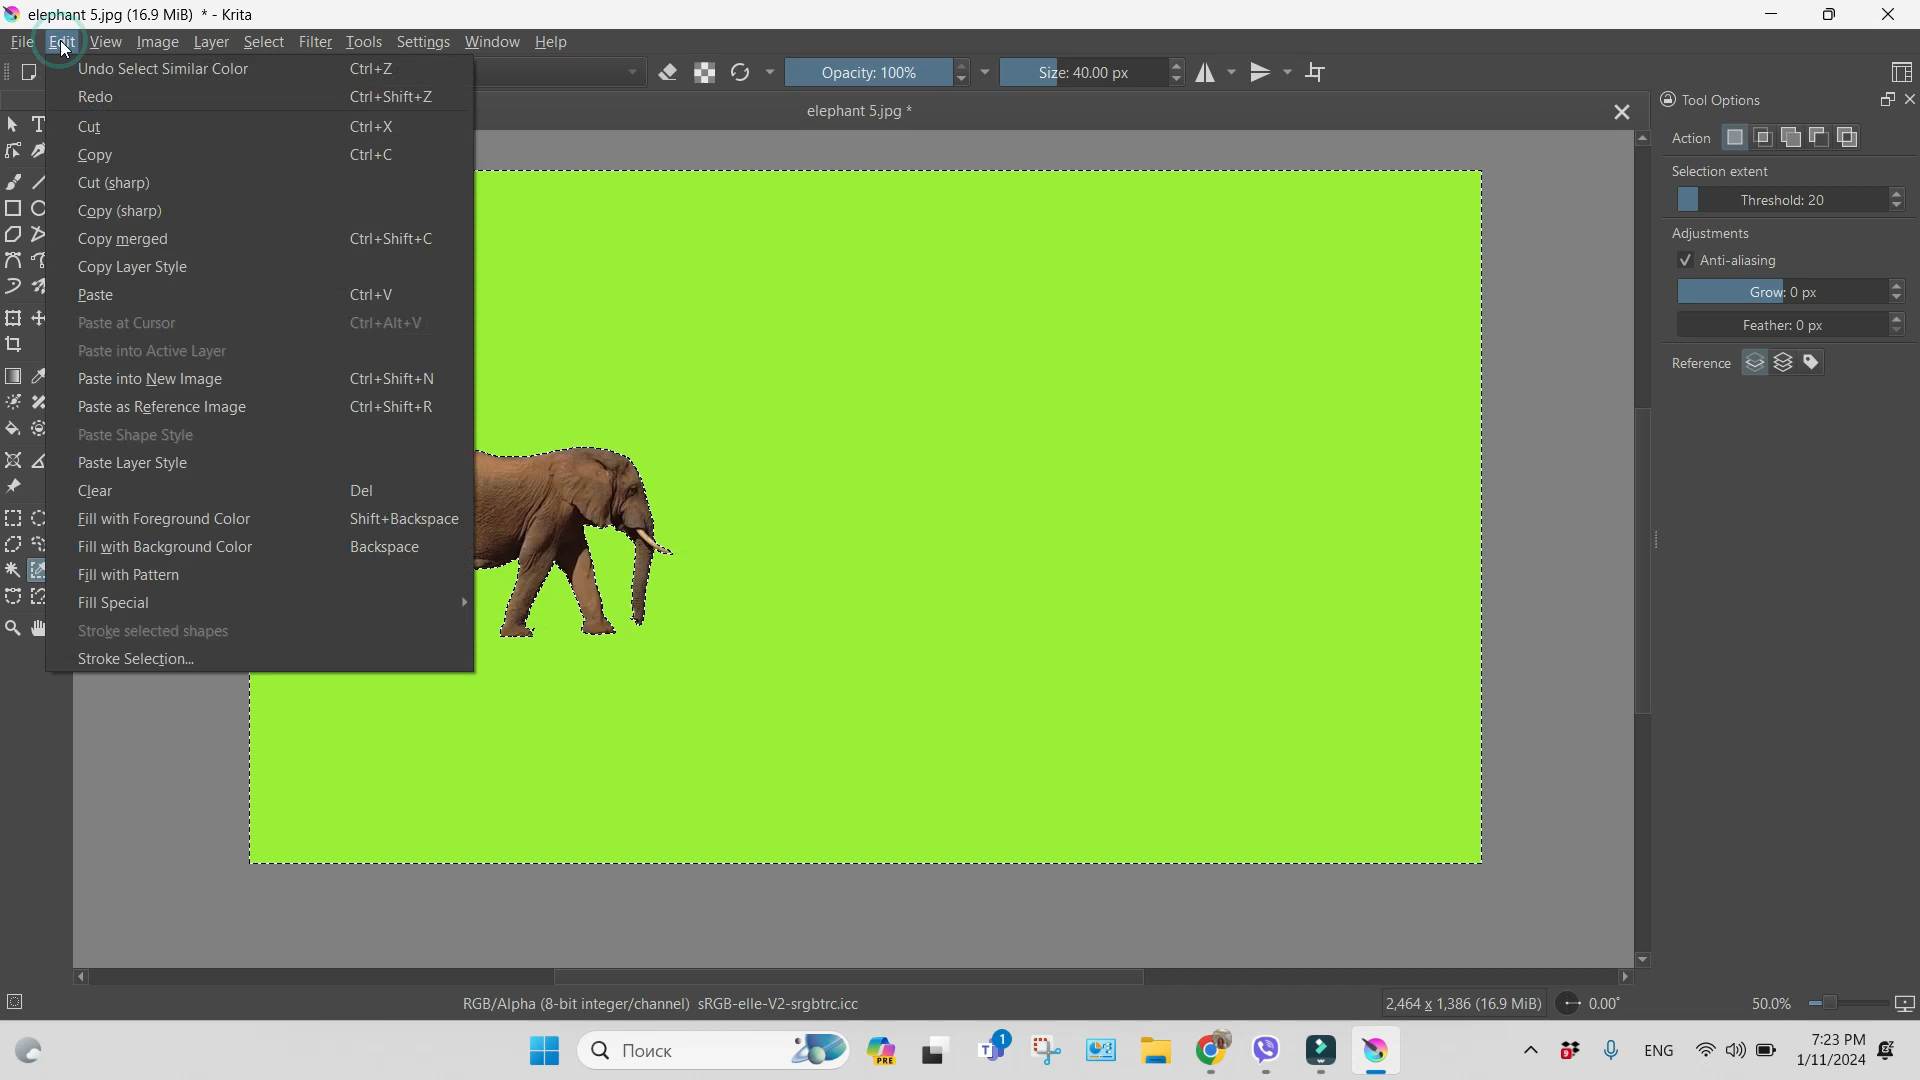 elephant 5.jpg (16.9 MiB) * - Krita
File Edit View Image Layer Select Filter Tools Settings Window Help
Opacity: 100% Size: 40.00 px
elephant 5.jpg *
Undo Select Similar Color Ctrl+Z
Redo Ctrl+Shift+Z
Cut Ctrl+X
Copy Ctrl+C
Cut (sharp)
Copy (sharp)
Copy merged Ctrl+Shift+C
Copy Layer Style
Paste Ctrl+V
Paste at Cursor Ctrl+Alt+V
Paste into Active Layer
Paste into New Image Ctrl+Shift+N
Paste as Reference Image Ctrl+Shift+R
Paste Shape Style
Paste Layer Style
Clear Del
Fill with Foreground Color Shift+Backspace
Fill with Background Color Backspace
Fill with Pattern
Fill Special
Stroke selected shapes
Stroke Selection...
Tool Options
Action
Selection extent
Threshold: 20
Adjustments
Anti-aliasing
Grow: 0 px
Feather: 0 px
Reference
RGB/Alpha (8-bit integer/channel) sRGB-elle-V2-srgbtrc.icc
2,464 x 1,386 (16.9 MiB) 0.00° 50.0%
Поиск PRE 1 9 ENG
7:23 PM
1/11/2024